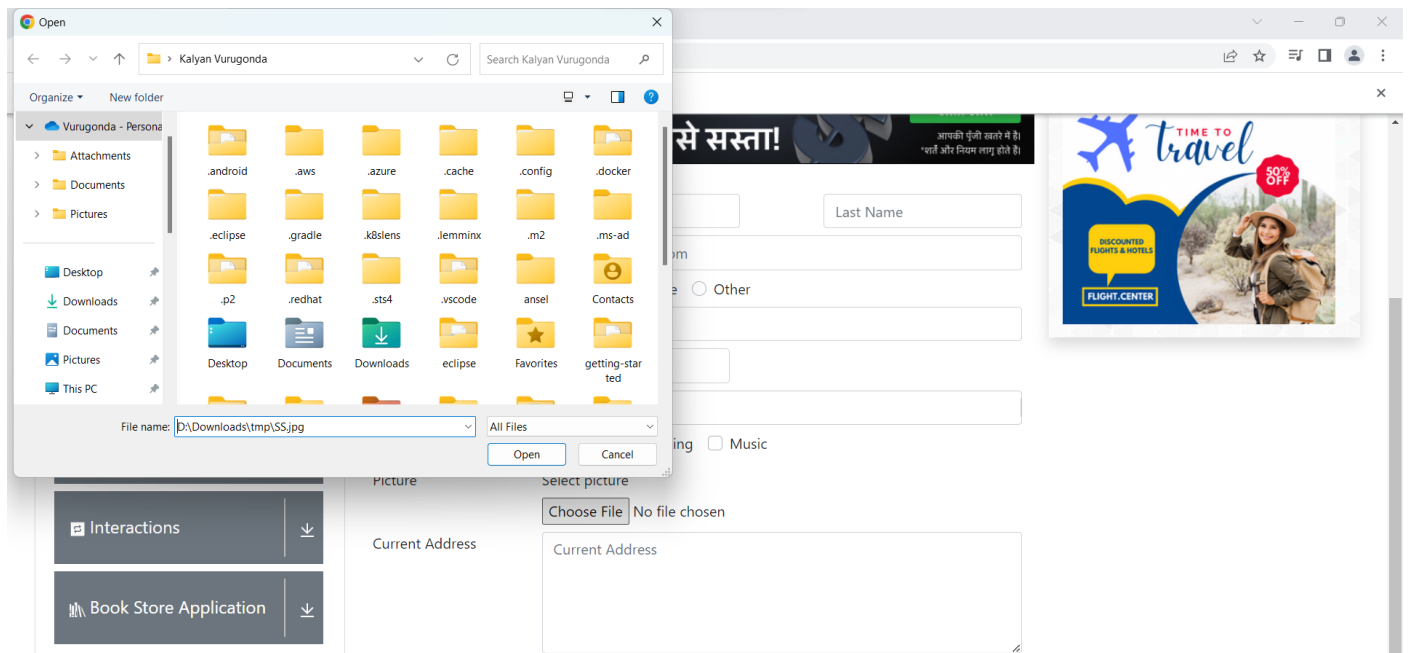 Open
Kalyan Vurugonda
Search Kalyan Vurugonda
Organize
New folder
Vurugonda - Persona
Attachments
Documents
Pictures
Desktop
Downloads
Documents
Pictures
This PC
.android
.aws
.azure
.cache
.config
.docker
.eclipse
.gradle
.k8slens
.lemminx
.m2
.ms-ad
.p2
.redhat
.sts4
.vscode
ansel
Contacts
Desktop
Documents
Downloads
eclipse
Favorites
getting-star
ted
File name:
D:\Downloads\tmp\SS.jpg
All Files
Open
Cancel
से सस्ता!
आपकी पूंजी खतरे में है।
*शर्तें और नियम लागू होते हैं।
Last Name
om
e
Other
ing
Music
Picture
Select picture
Choose File No file chosen
Current Address
Current Address
Interactions
Book Store Application
TIME TO
travel
50%
OFF
DISCOUNTED
FLIGHTS & HOTELS
FLIGHT.CENTER